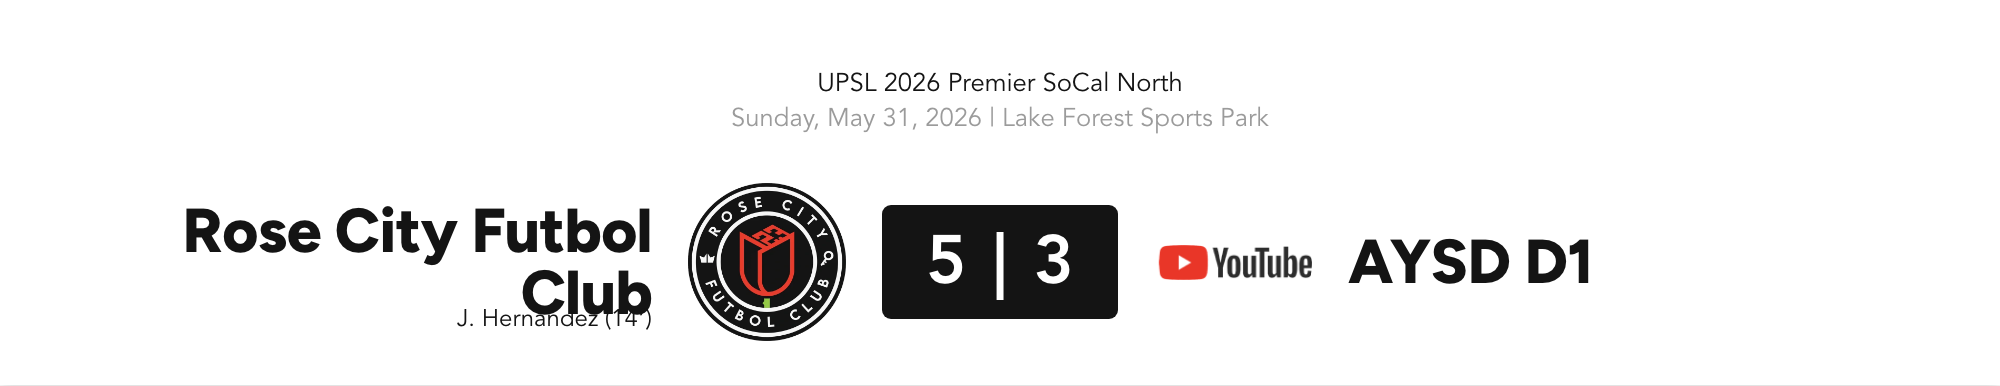 UPSL 2026 Premier SoCal North
Sunday, May 31, 2026 | Lake Forest Sports Park
Rose City Futbol
Club
J. Hernandez (14')
ROSE CITY
FUTBOL CLUB
5 | 3
YouTube
AYSD D1